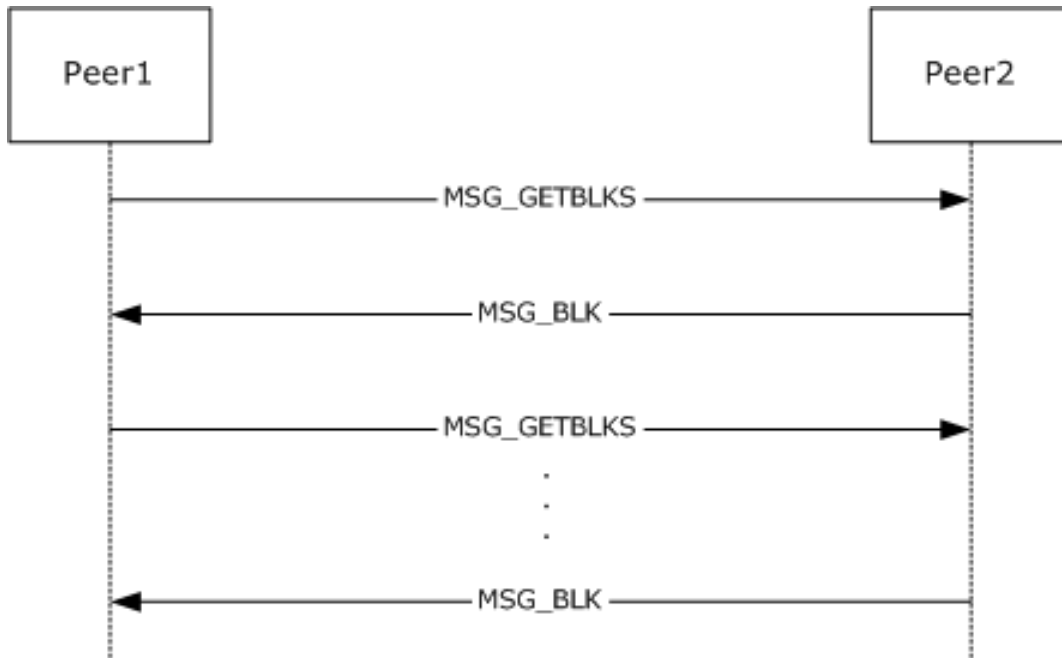 Peer1
Peer2
MSG_GETBLKS
MSG_BLK
MSG_GETBLKS
.
.
.
MSG_BLK